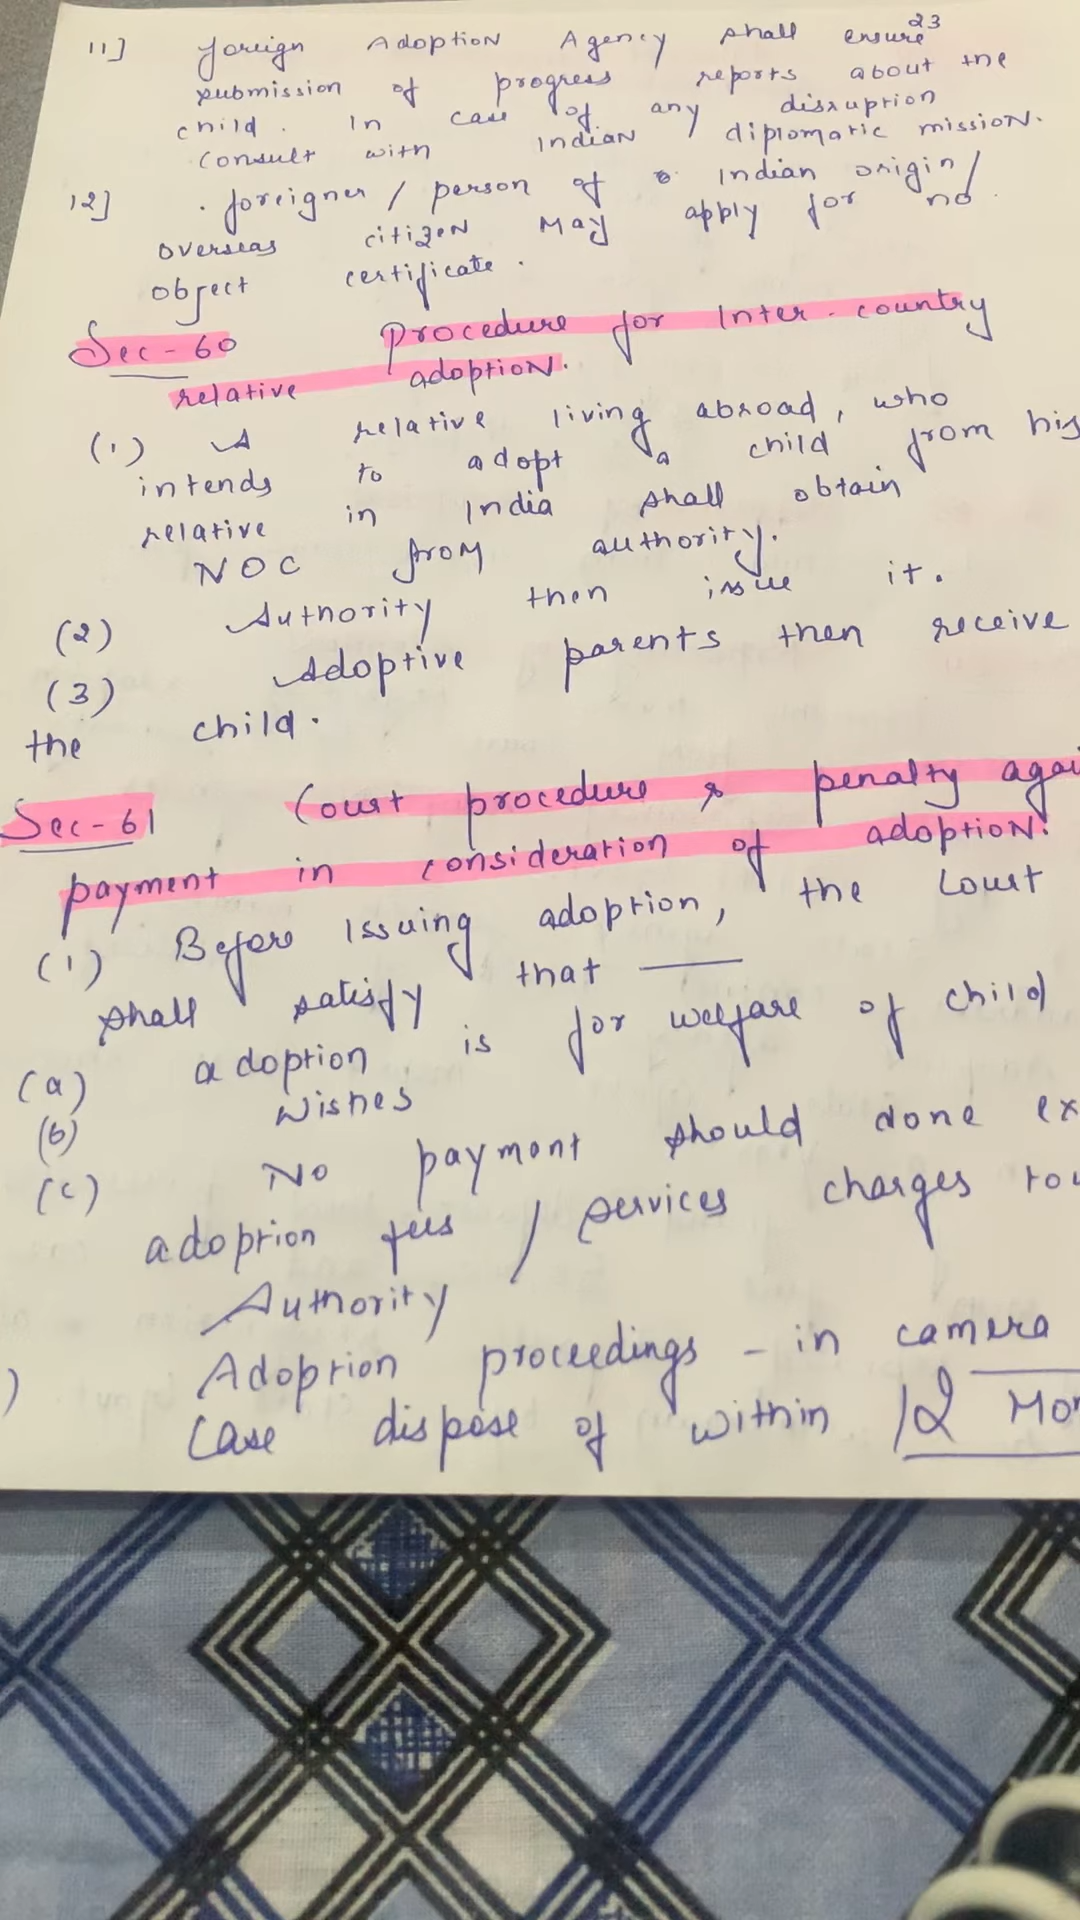 23
11] foreign Adoption Agency shall ensure
submission of progress reports about the
child. In case of any disruption
consult with Indian diplomatic mission.
12] . foreigner / person of Indian origin /
overseas citizen may apply for no
object certificate.
Sec-60 Procedure for Inter-country
relative adoption.
(1) A relative living abroad, who
intends to adopt a child from his
relative in India shall obtain
NOC from authority.
(2) Authority then issue it.
(3) Adoptive parents then receive
the child.
Sec-61 Court procedure & penalty agai
payment in consideration of adoption.
(1) Before Issuing adoption, the Court
shall satisfy that —
(a) adoption is for welfare of child
(b) Wishes
(c) No payment should done ex
adoption fees / services charges tow
Authority
) Adoption proceedings - in camera
Case dispose of within 12 Mon